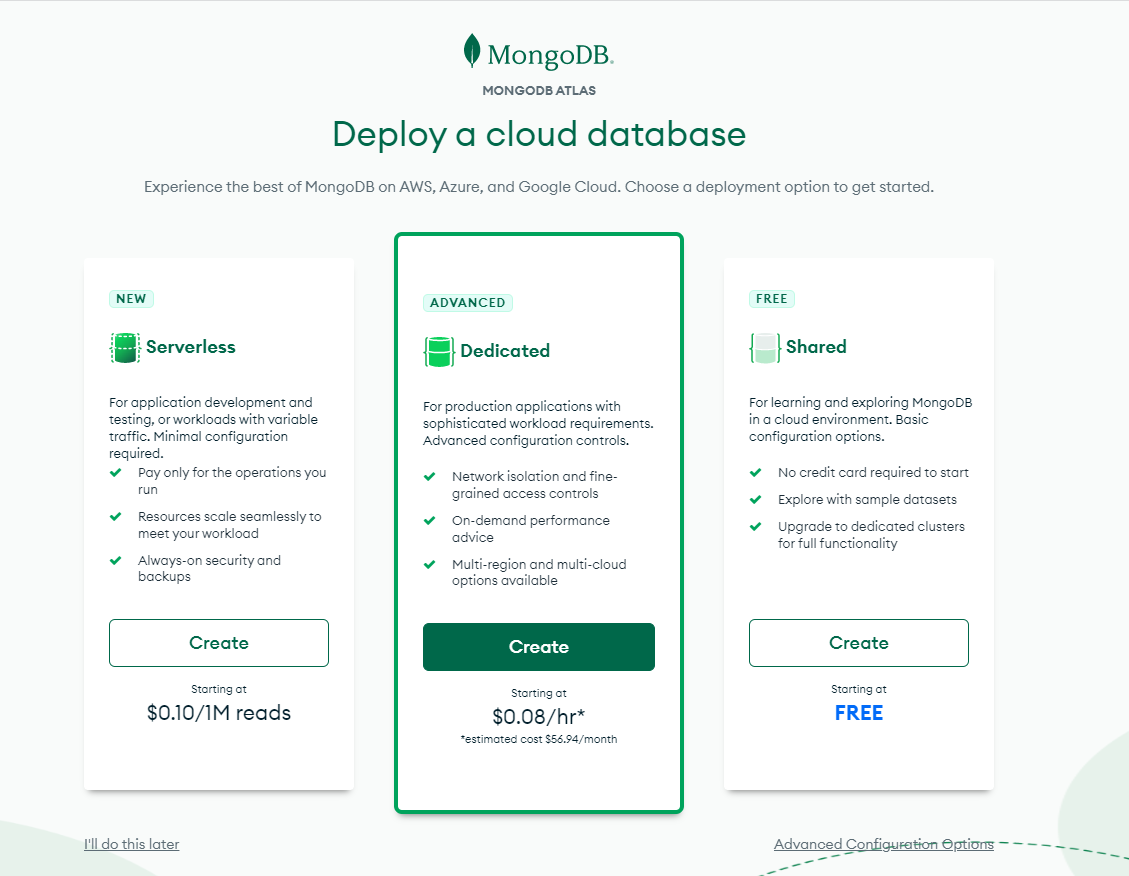 MongoDB.
MONGODB ATLAS
Deploy a cloud database
Experience the best of MongoDB on AWS, Azure, and Google Cloud. Choose a deployment option to get started.
NEW
Serverless
For application development and
testing, or workloads with variable
traffic. Minimal configuration
required.
Pay only for the operations you
run
Resources scale seamlessly to
meet your workload
Always-on security and
backups
Create
Starting at
$0.10/1M reads
ADVANCED
Dedicated
For production applications with
sophisticated workload requirements.
Advanced configuration controls.
Network isolation and fine-
grained access controls
On-demand performance
advice
Multi-region and multi-cloud
options available
Create
Starting at
$0.08/hr*
*estimated cost $56.94/month
FREE
Shared
For learning and exploring MongoDB
in a cloud environment. Basic
configuration options.
No credit card required to start
Explore with sample datasets
Upgrade to dedicated clusters
for full functionality
Create
Starting at
FREE
I'll do this later
Advanced Configuration Options